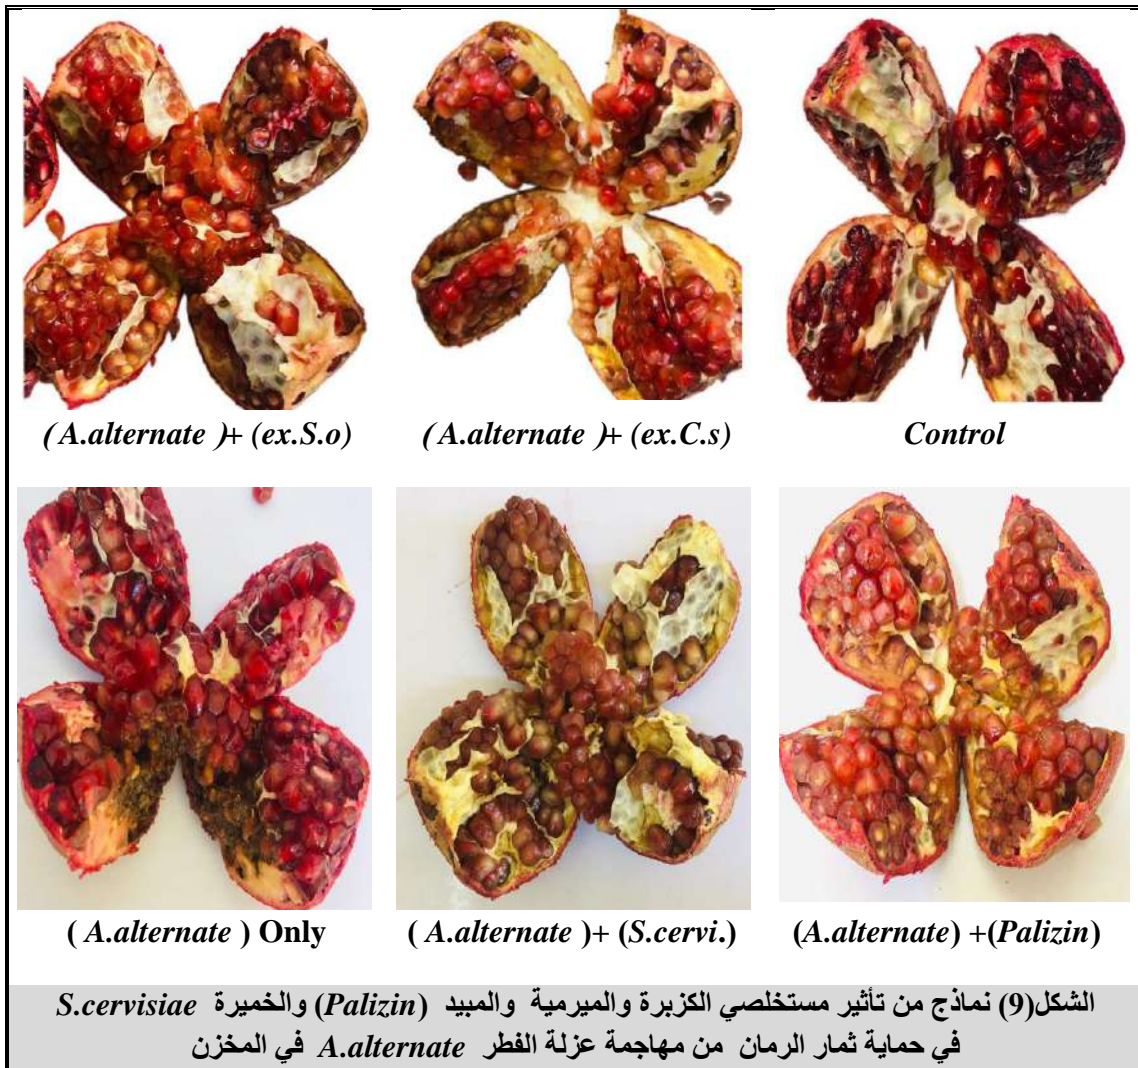 ( A.alternate )+ (ex.S.o)
( A.alternate )+ (ex.C.s)
Control
( A.alternate ) Only
( A.alternate )+ (S.cervi.)
(A.alternate) +(Palizin)
الشكل(9) نماذج من تأثير مستخلصي الكزبرة والميرمية والمبيد (Palizin) والخميرة S.cervisiae
في حماية ثمار الرمان من مهاجمة عزلة الفطر A.alternate في المخزن